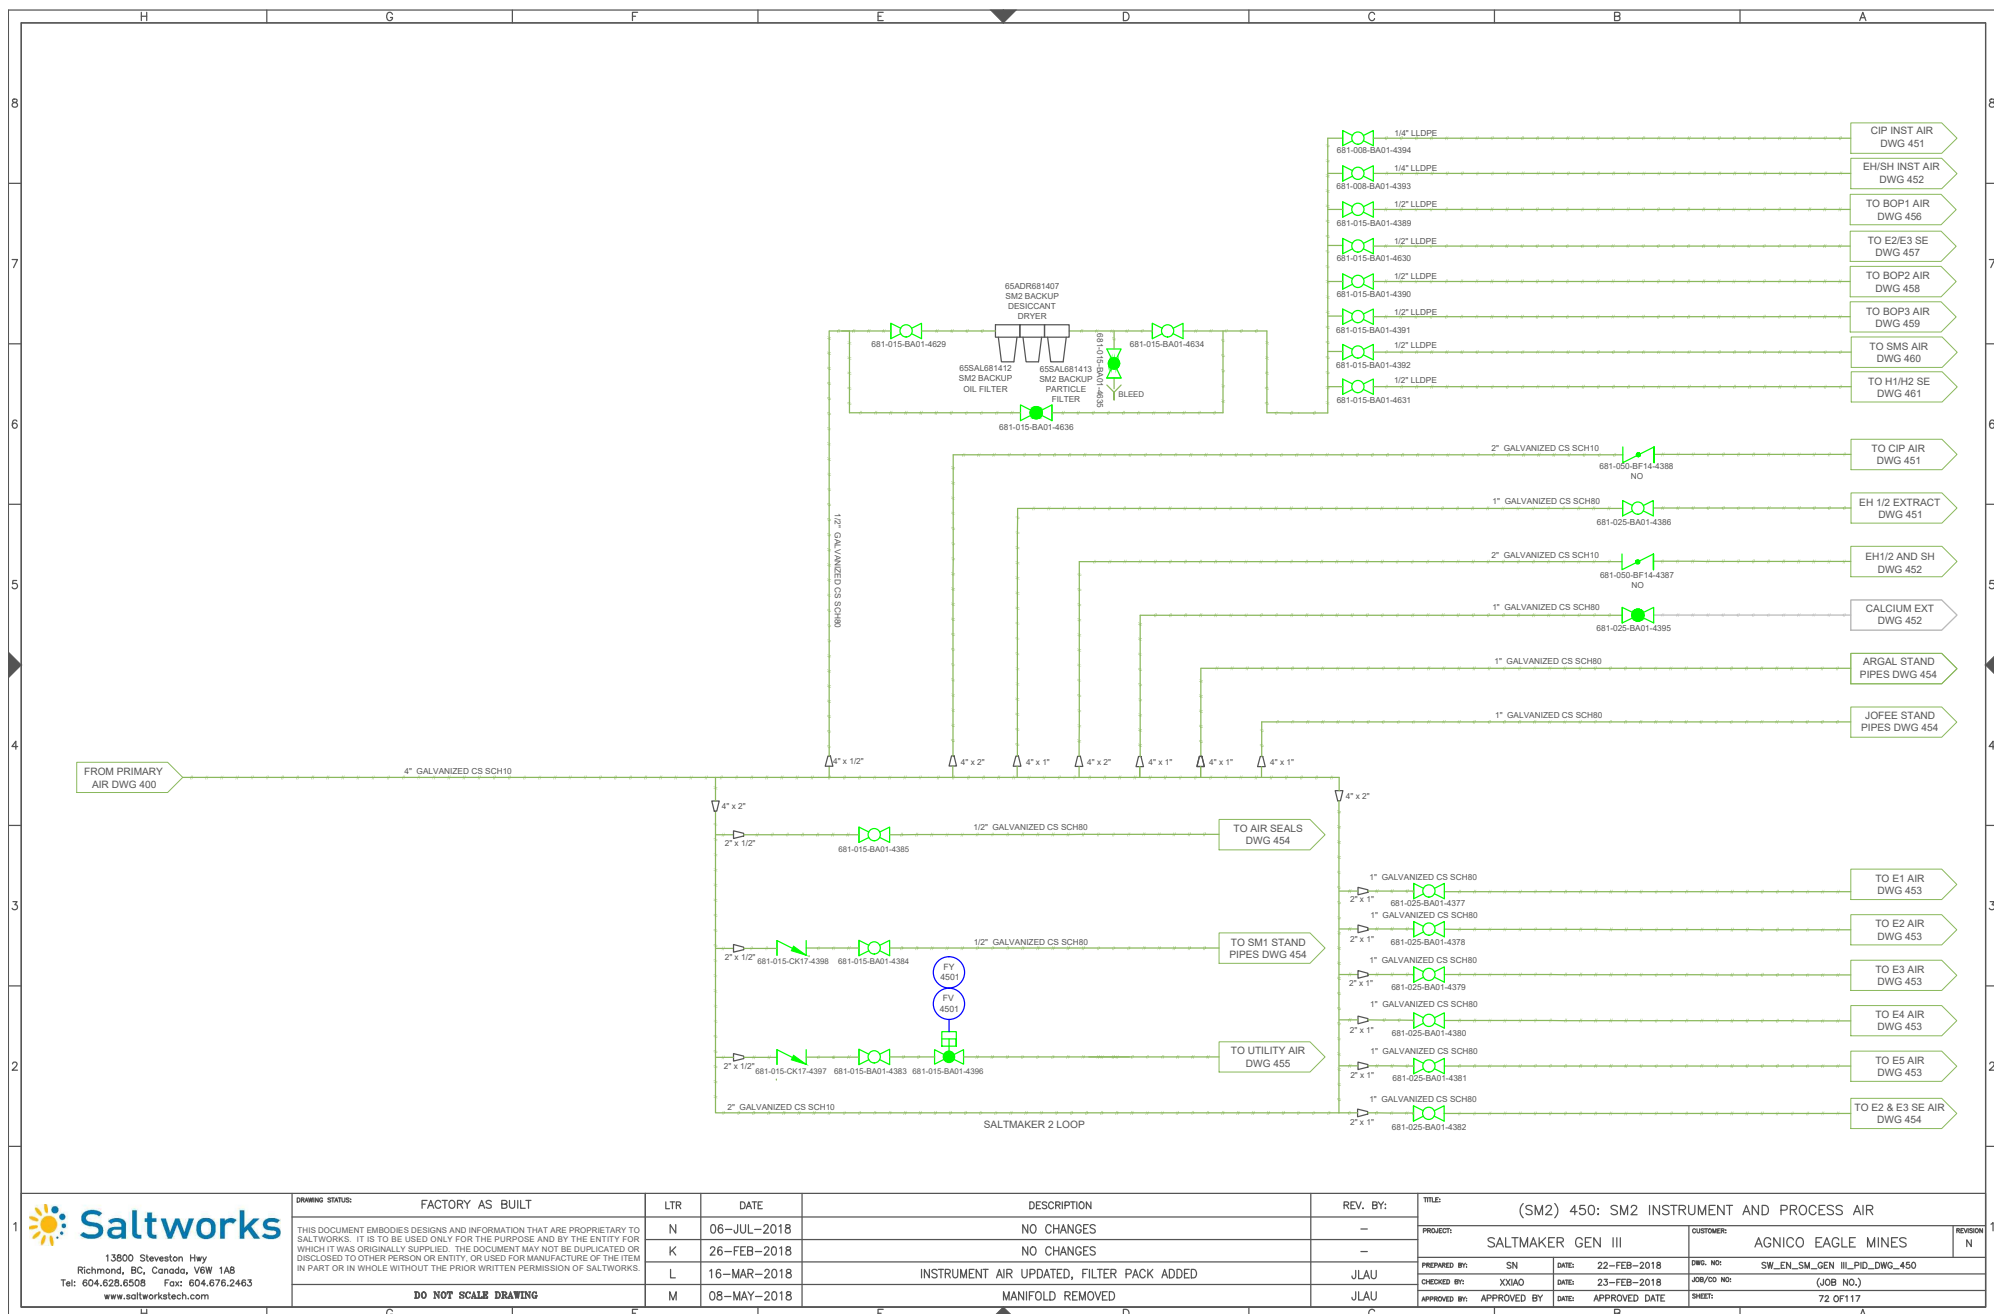 H G F E D C B A
8 8
7 7
6 6
5 5
4 4
3 3
2 2
1 1
1/4" LLDPE
681-008-BA01-4394
CIP INST AIR
DWG 451
1/4" LLDPE
681-008-BA01-4393
EH/SH INST AIR
DWG 452
1/2" LLDPE
681-015-BA01-4389
TO BOP1 AIR
DWG 456
1/2" LLDPE
681-015-BA01-4630
TO E2/E3 SE
DWG 457
1/2" LLDPE
681-015-BA01-4390
TO BOP2 AIR
DWG 458
1/2" LLDPE
681-015-BA01-4391
TO BOP3 AIR
DWG 459
1/2" LLDPE
681-015-BA01-4392
TO SMS AIR
DWG 460
1/2" LLDPE
681-015-BA01-4631
TO H1/H2 SE
DWG 461
65ADR681407
SM2 BACKUP
DESICCANT
DRYER
681-015-BA01-4629
681-015-BA01-4634
65SAL681412
SM2 BACKUP
OIL FILTER
65SAL681413
SM2 BACKUP
PARTICLE
FILTER
681-015-BA01-4635
BLEED
681-015-BA01-4636
1/2" GALVANIZED CS SCH80
2" GALVANIZED CS SCH10
681-050-BF14-4388
NO
TO CIP AIR
DWG 451
1" GALVANIZED CS SCH80
681-025-BA01-4386
EH 1/2 EXTRACT
DWG 451
2" GALVANIZED CS SCH10
681-050-BF14-4387
NO
EH1/2 AND SH
DWG 452
1" GALVANIZED CS SCH80
681-025-BA01-4395
CALCIUM EXT
DWG 452
1" GALVANIZED CS SCH80
ARGAL STAND
PIPES DWG 454
1" GALVANIZED CS SCH80
JOFEE STAND
PIPES DWG 454
FROM PRIMARY
AIR DWG 400
4" GALVANIZED CS SCH10
4" x 1/2"
4" x 2"
4" x 1"
4" x 2"
4" x 1"
4" x 1"
4" x 1"
4" x 2"
4" x 2"
2" x 1/2"
681-015-BA01-4385
1/2" GALVANIZED CS SCH80
TO AIR SEALS
DWG 454
2" x 1/2"
681-015-CK17-4398
681-015-BA01-4384
1/2" GALVANIZED CS SCH80
TO SM1 STAND
PIPES DWG 454
FY
4501
FV
4501
2" x 1/2"
681-015-CK17-4397
681-015-BA01-4383
681-015-BA01-4396
TO UTILITY AIR
DWG 455
2" GALVANIZED CS SCH10
SALTMAKER 2 LOOP
1" GALVANIZED CS SCH80
2" x 1"
681-025-BA01-4377
TO E1 AIR
DWG 453
1" GALVANIZED CS SCH80
2" x 1"
681-025-BA01-4378
TO E2 AIR
DWG 453
1" GALVANIZED CS SCH80
2" x 1"
681-025-BA01-4379
TO E3 AIR
DWG 453
1" GALVANIZED CS SCH80
2" x 1"
681-025-BA01-4380
TO E4 AIR
DWG 453
1" GALVANIZED CS SCH80
2" x 1"
681-025-BA01-4381
TO E5 AIR
DWG 453
1" GALVANIZED CS SCH80
2" x 1"
681-025-BA01-4382
TO E2 & E3 SE AIR
DWG 454
Saltworks
13800 Steveston Hwy
Richmond, BC, Canada, V6W 1A8
Tel: 604.628.6508 Fax: 604.676.2463
www.saltworkstech.com
DRAWING STATUS: FACTORY AS BUILT
THIS DOCUMENT EMBODIES DESIGNS AND INFORMATION THAT ARE PROPRIETARY TO
SALTWORKS. IT IS TO BE USED ONLY FOR THE PURPOSE AND BY THE ENTITY FOR
WHICH IT WAS ORIGINALLY SUPPLIED. THE DOCUMENT MAY NOT BE DUPLICATED OR
DISCLOSED TO OTHER PERSON OR ENTITY, OR USED FOR MANUFACTURE OF THE ITEM
IN PART OR IN WHOLE WITHOUT THE PRIOR WRITTEN PERMISSION OF SALTWORKS.
DO NOT SCALE DRAWING
LTR DATE DESCRIPTION REV. BY:
N 06-JUL-2018 NO CHANGES -
K 26-FEB-2018 NO CHANGES -
L 16-MAR-2018 INSTRUMENT AIR UPDATED, FILTER PACK ADDED JLAU
M 08-MAY-2018 MANIFOLD REMOVED JLAU
TITLE: (SM2) 450: SM2 INSTRUMENT AND PROCESS AIR
PROJECT: SALTMAKER GEN III CUSTOMER: AGNICO EAGLE MINES REVISION N
PREPARED BY: SN DATE: 22-FEB-2018 DWG. NO: SW_EN_SM_GEN III_PID_DWG_450
CHECKED BY: XXIAO DATE: 23-FEB-2018 JOB/CO NO: (JOB NO.)
APPROVED BY: APPROVED BY DATE: APPROVED DATE SHEET: 72 OF117
H G F E D C B A